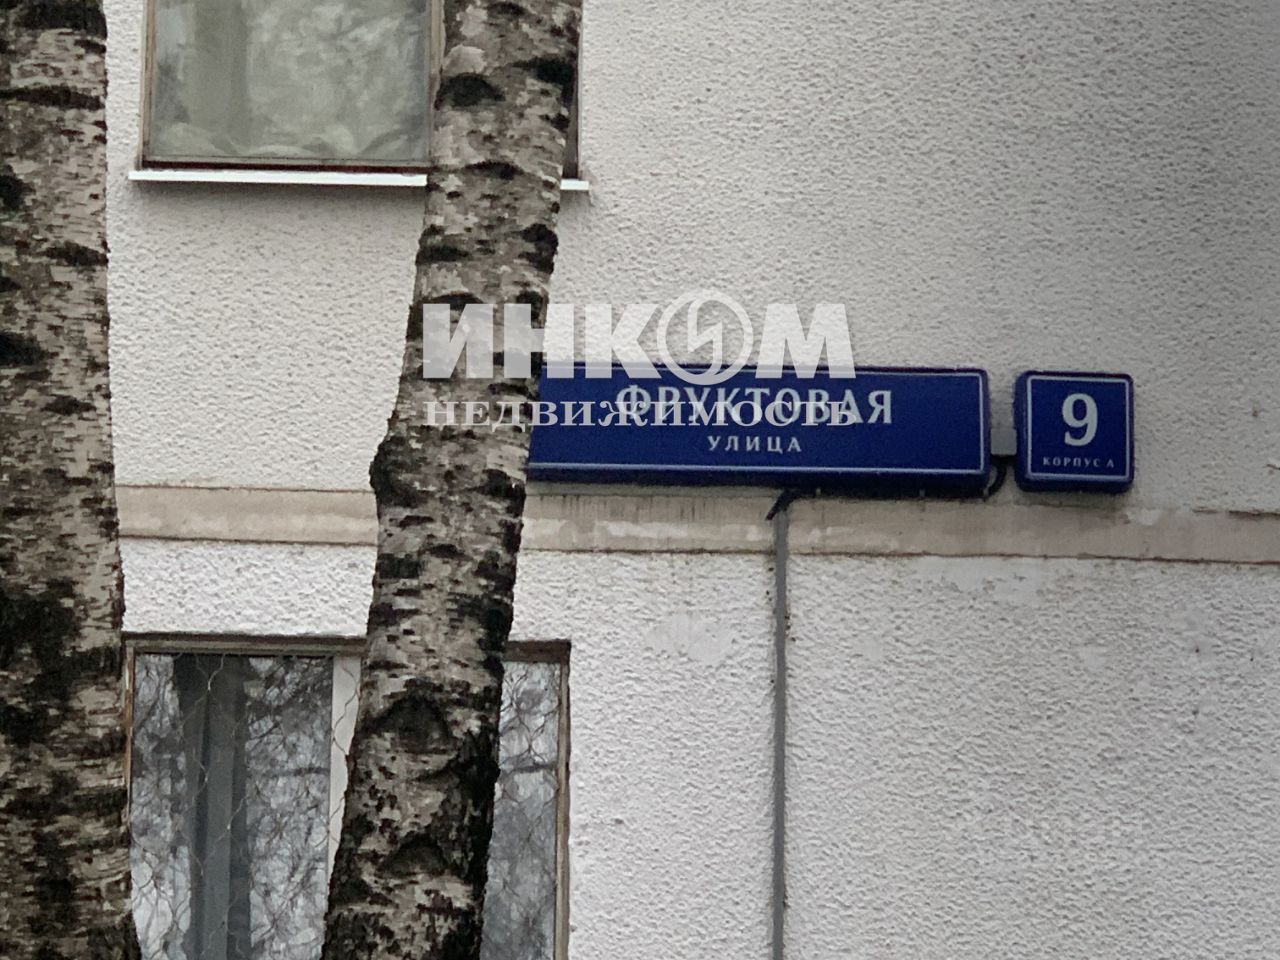 ИНКОМ
НЕДВИЖИМОСТЬ
ФРУКТОВАЯ
УЛИЦА
9
КОРПУС А